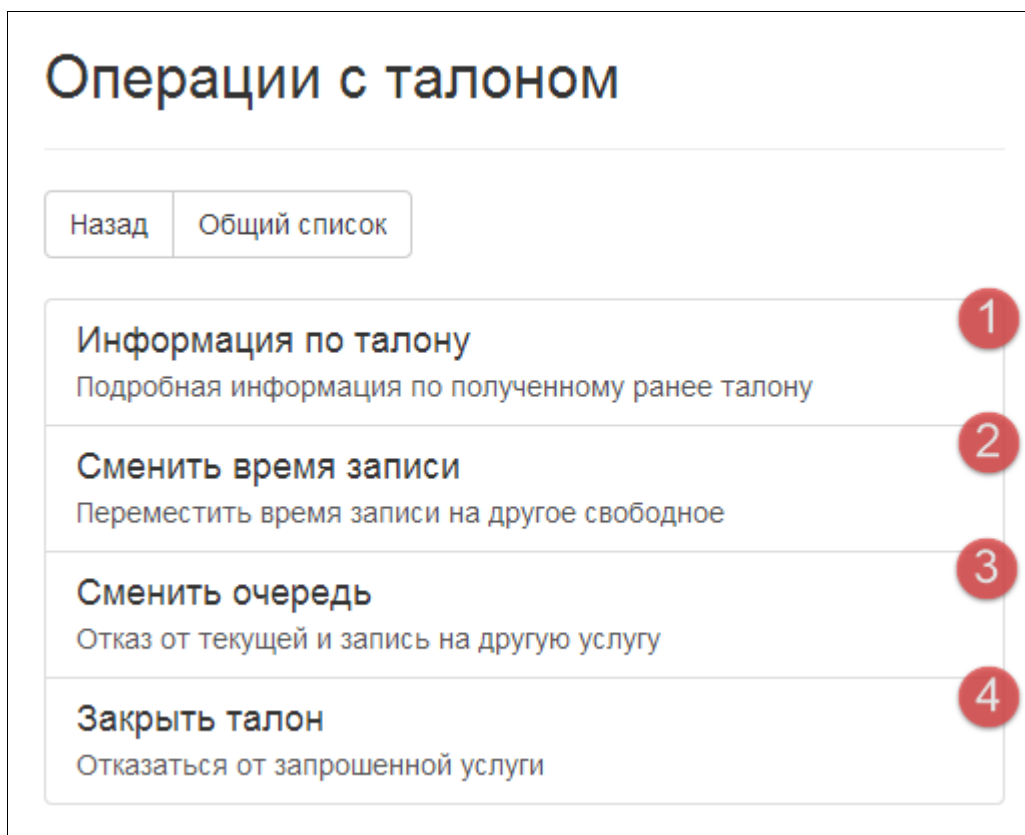 Операции с талоном
Назад Общий список
1
Информация по талону
Подробная информация по полученному ранее талону
2
Сменить время записи
Переместить время записи на другое свободное
3
Сменить очередь
Отказ от текущей и запись на другую услугу
4
Закрыть талон
Отказаться от запрошенной услуги